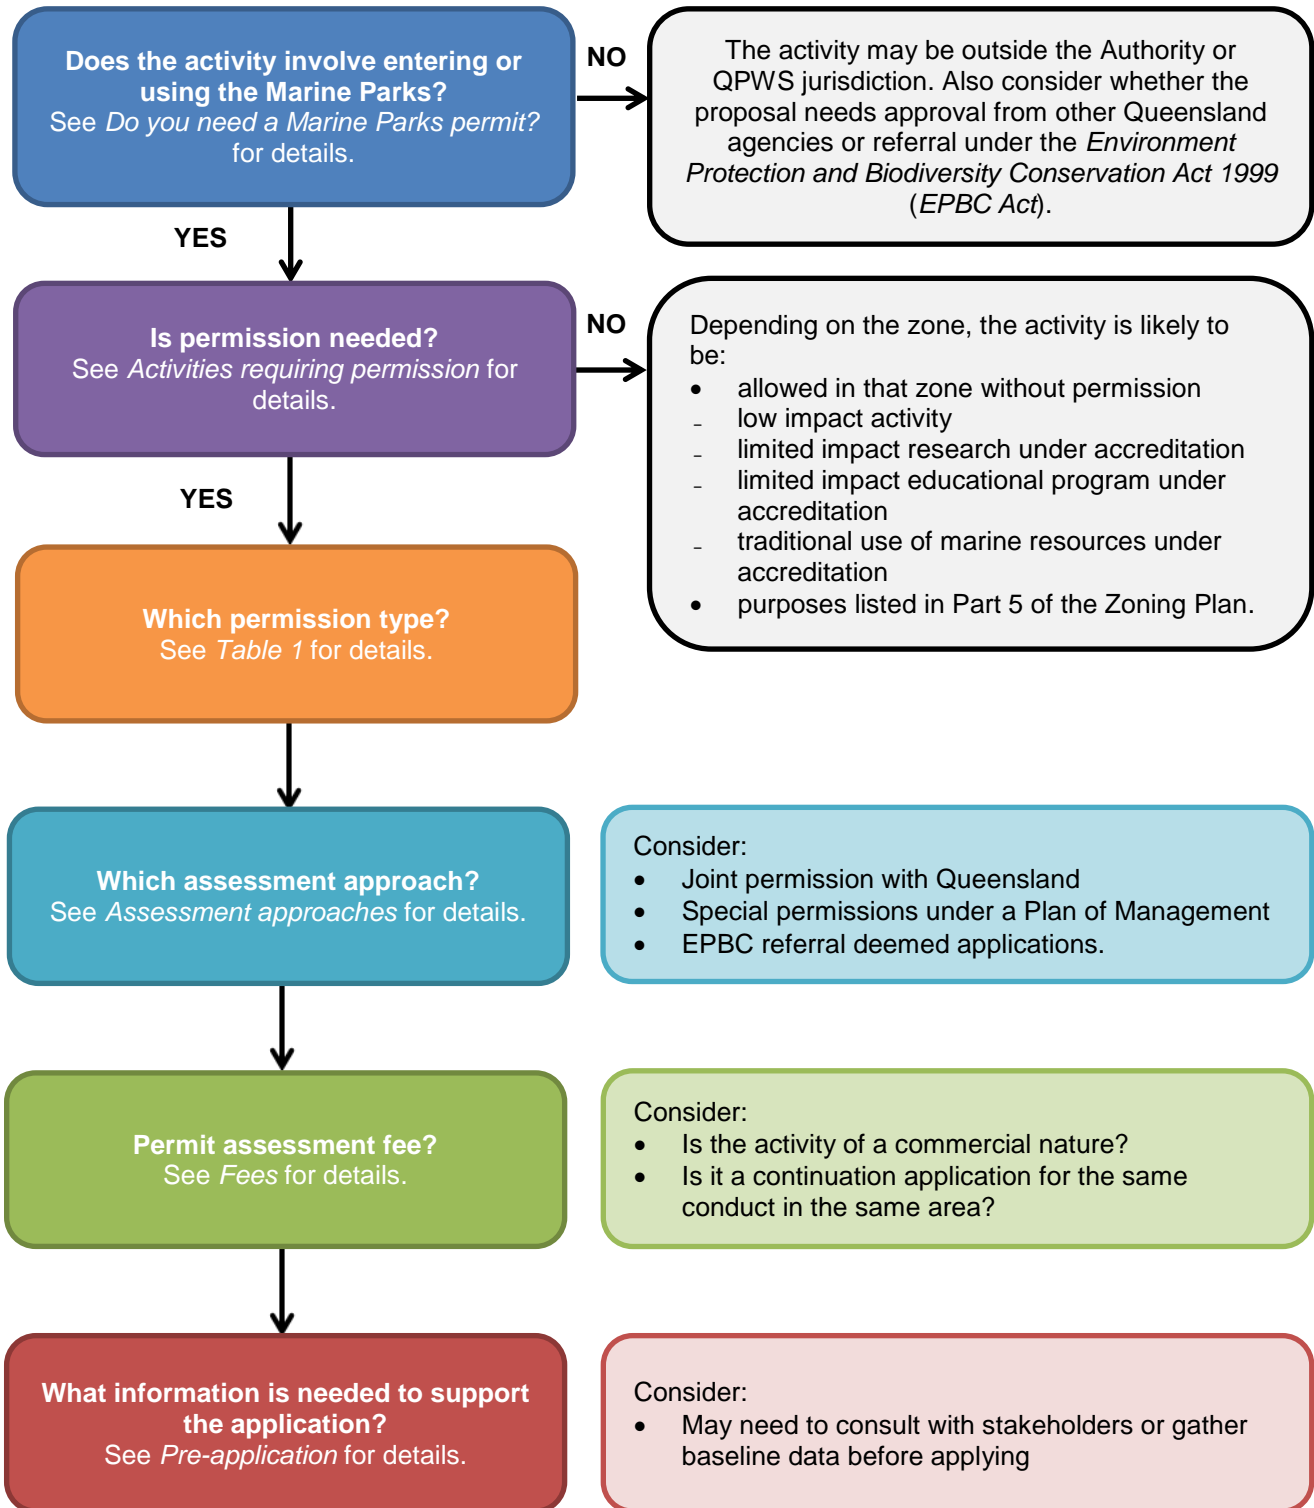 Does the activity involve entering or
using the Marine Parks?
See Do you need a Marine Parks permit?
for details.
NO
The activity may be outside the Authority or
QPWS jurisdiction. Also consider whether the
proposal needs approval from other Queensland
agencies or referral under the Environment
Protection and Biodiversity Conservation Act 1999
(EPBC Act).
YES
Is permission needed?
See Activities requiring permission for
details.
NO
Depending on the zone, the activity is likely to
be:
• allowed in that zone without permission
- low impact activity
- limited impact research under accreditation
- limited impact educational program under
accreditation
- traditional use of marine resources under
accreditation
• purposes listed in Part 5 of the Zoning Plan.
YES
Which permission type?
See Table 1 for details.
Which assessment approach?
See Assessment approaches for details.
Consider:
• Joint permission with Queensland
• Special permissions under a Plan of Management
• EPBC referral deemed applications.
Permit assessment fee?
See Fees for details.
Consider:
• Is the activity of a commercial nature?
• Is it a continuation application for the same
conduct in the same area?
What information is needed to support
the application?
See Pre-application for details.
Consider:
• May need to consult with stakeholders or gather
baseline data before applying